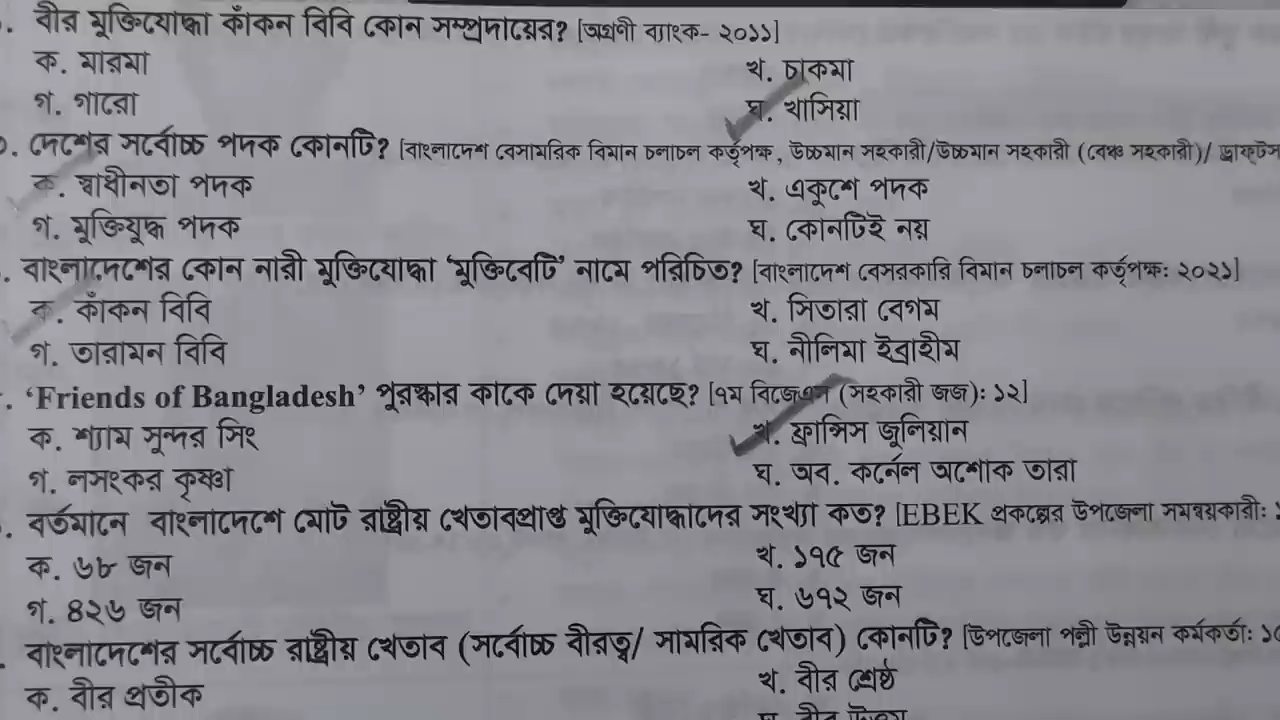 . বীর মুক্তিযোদ্ধা কাঁকন বিবি কোন সম্প্রদায়ের? [অগ্রণী ব্যাংক- ২০১১]
ক. মারমা
খ. চাকমা
গ. গারো
ঘ. খাসিয়া
. দেশের সর্বোচ্চ পদক কোনটি? [বাংলাদেশ বেসামরিক বিমান চলাচল কর্তৃপক্ষ, উচ্চমান সহকারী/উচ্চমান সহকারী (বেঞ্চ সহকারী)/ ড্রাফ্‌টস
ক. স্বাধীনতা পদক
খ. একুশে পদক
গ. মুক্তিযুদ্ধ পদক
ঘ. কোনটিই নয়
. বাংলাদেশের কোন নারী মুক্তিযোদ্ধা ‘মুক্তিবেটি’ নামে পরিচিত? [বাংলাদেশ বেসরকারি বিমান চলাচল কর্তৃপক্ষ: ২০২১]
ক. কাঁকন বিবি
খ. সিতারা বেগম
গ. তারামন বিবি
ঘ. নীলিমা ইব্রাহীম
. ‘Friends of Bangladesh’ পুরস্কার কাকে দেয়া হয়েছে? [৭ম বিজেএস (সহকারী জজ): ১২]
ক. শ্যাম সুন্দর সিং
খ. ফ্রান্সিস জুলিয়ান
গ. লসংকর কৃষ্ণা
ঘ. অব. কর্নেল অশোক তারা
. বর্তমানে বাংলাদেশে মোট রাষ্ট্রীয় খেতাবপ্রাপ্ত মুক্তিযোদ্ধাদের সংখ্যা কত? [EBEK প্রকল্পের উপজেলা সমন্বয়কারী:
ক. ৬৮ জন
খ. ১৭৫ জন
গ. ৪২৬ জন
ঘ. ৬৭২ জন
. বাংলাদেশের সর্বোচ্চ রাষ্ট্রীয় খেতাব (সর্বোচ্চ বীরত্ব/ সামরিক খেতাব) কোনটি? [উপজেলা পল্লী উন্নয়ন কর্মকর্তা:
ক. বীর প্রতীক
খ. বীর শ্রেষ্ঠ